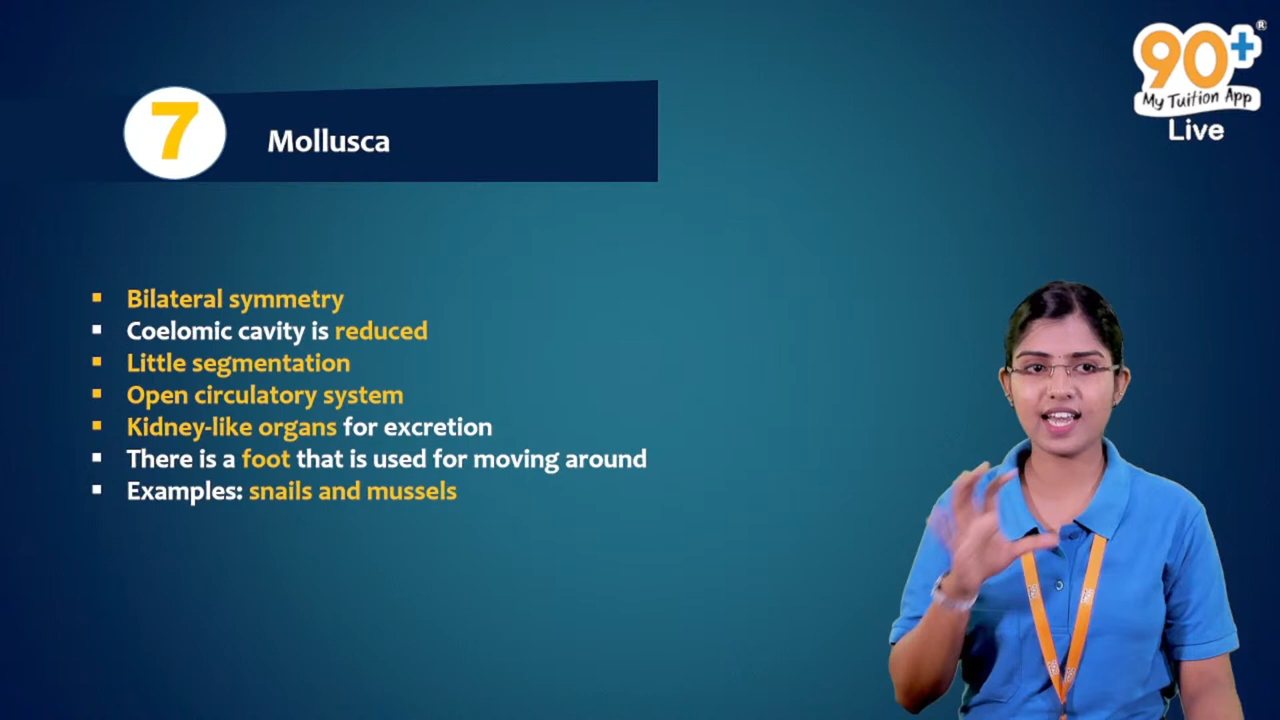 90+
®
My Tuition App
Live
7
Mollusca
Bilateral symmetry
Coelomic cavity is reduced
Little segmentation
Open circulatory system
Kidney-like organs for excretion
There is a foot that is used for moving around
Examples: snails and mussels